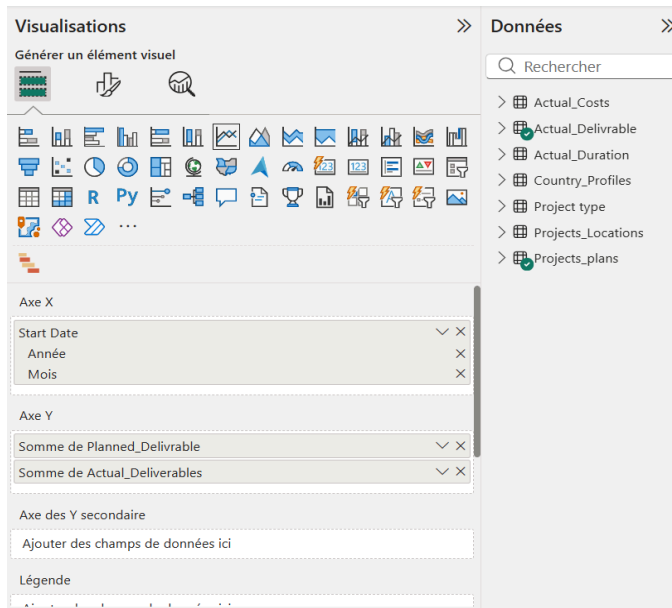 Visualisations
Générer un élément visuel
123
123
R
Py
...
Axe X
Start Date
Année
Mois
Axe Y
Somme de Planned_Delivrable
Somme de Actual_Deliverables
Axe des Y secondaire
Ajouter des champs de données ici
Légende
Données
Rechercher
Actual_Costs
Actual_Delivrable
Actual_Duration
Country_Profiles
Project type
Projects_Locations
Projects_plans